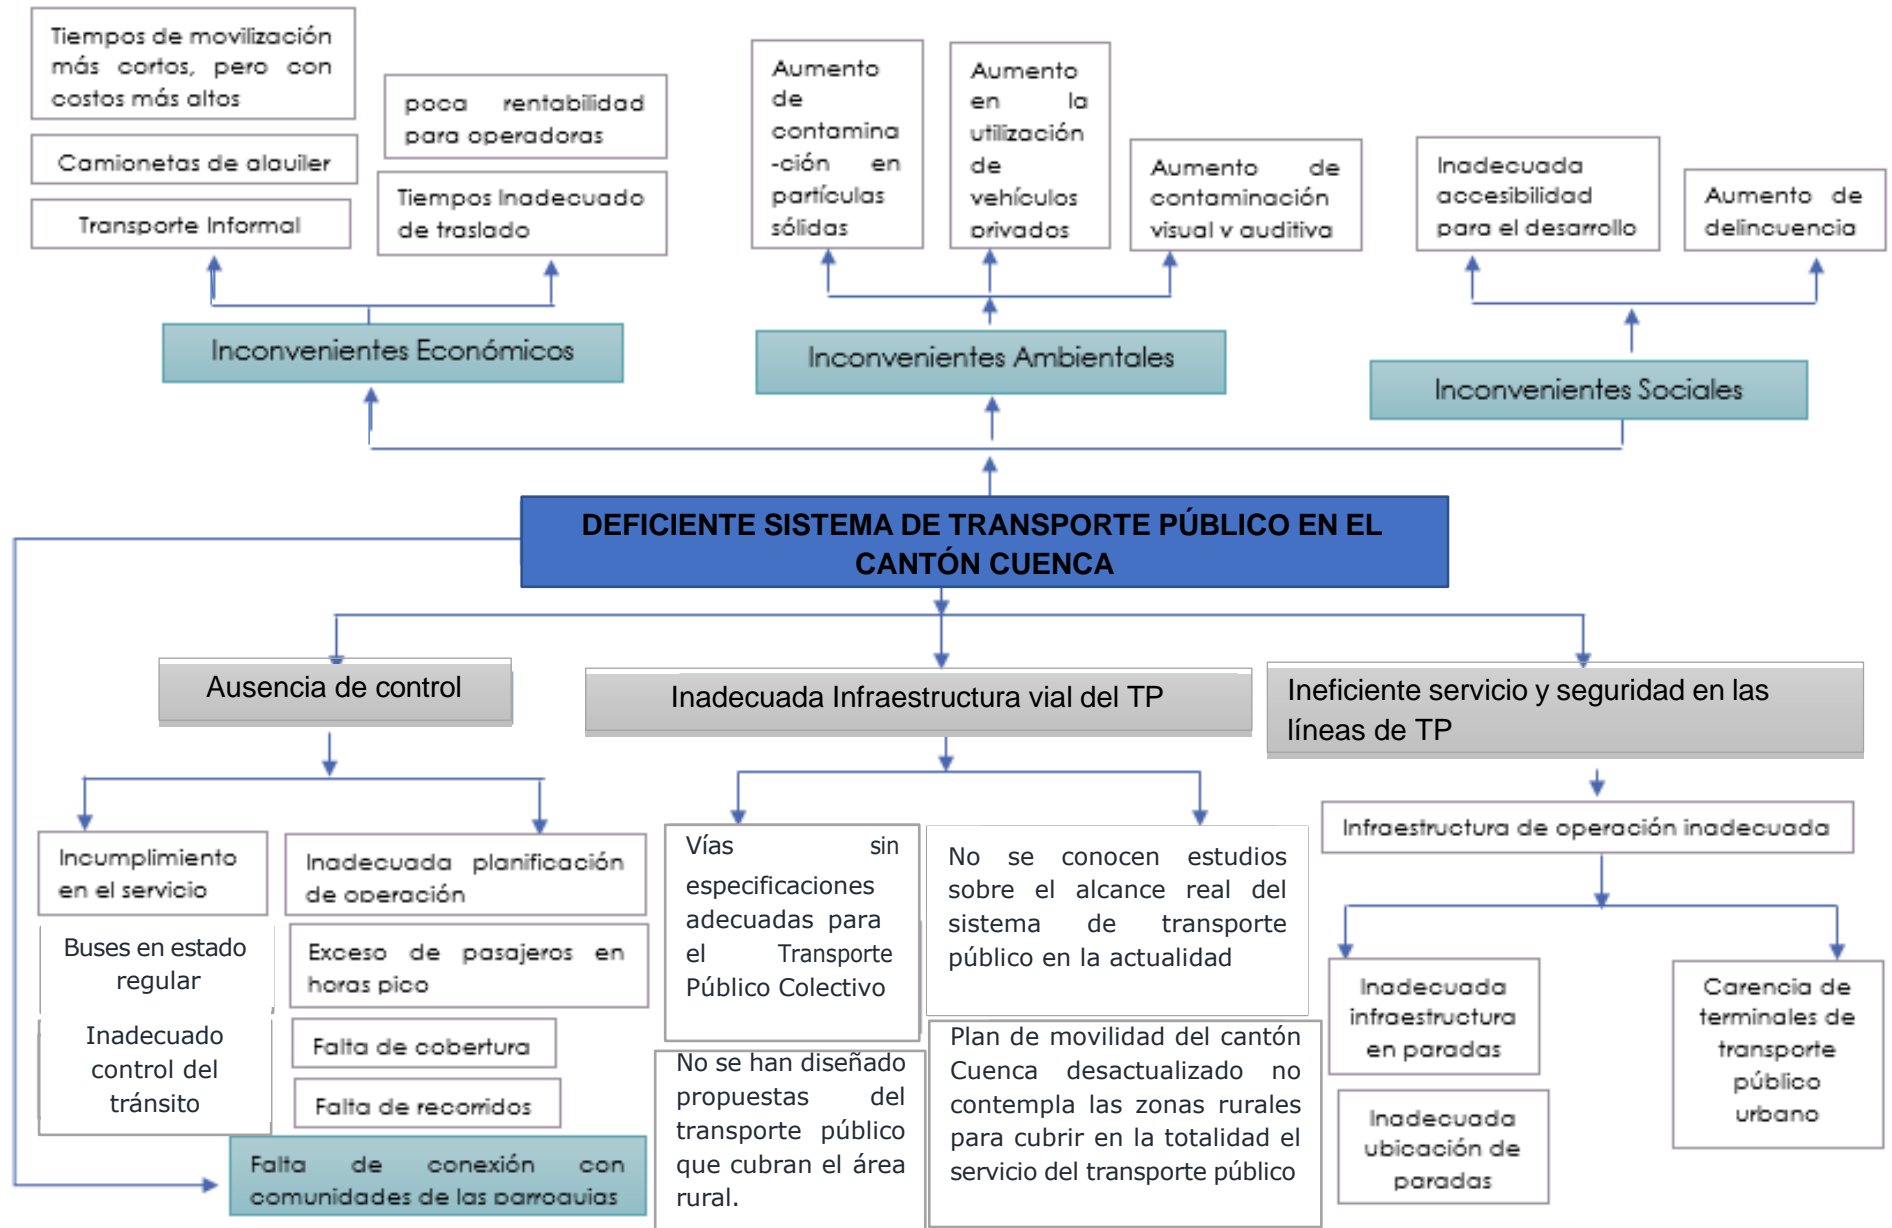 Tiempos de movilización
más cortos, pero con
costos más altos
Camionetas de alquiler
Transporte Informal
poca rentabilidad
para operadoras
Tiempos Inadecuado
de traslado
Aumento
de
contamina
-ción en
partículas
sólidas
Aumento
en la
utilización
de
vehículos
privados
Aumento de
contaminación
visual y auditiva
Inadecuada
accesibilidad
para el desarrollo
Aumento de
delincuencia
Inconvenientes Económicos
Inconvenientes Ambientales
Inconvenientes Sociales
DEFICIENTE SISTEMA DE TRANSPORTE PÚBLICO EN EL
CANTÓN CUENCA
Ausencia de control
Inadecuada Infraestructura vial del TP
Ineficiente servicio y seguridad en las
líneas de TP
Incumplimiento
en el servicio
Buses en estado
regular
Inadecuado
control del
tránsito
Inadecuada planificación
de operación
Exceso de pasajeros en
horas pico
Falta de cobertura
Falta de recorridos
Falta de conexión con
comunidades de las parroquias
Vías sin
especificaciones
adecuadas para
el Transporte
Público Colectivo
No se han diseñado
propuestas del
transporte público
que cubran el área
rural.
No se conocen estudios
sobre el alcance real del
sistema de transporte
público en la actualidad
Plan de movilidad del cantón
Cuenca desactualizado no
contempla las zonas rurales
para cubrir en la totalidad el
servicio del transporte público
Infraestructura de operación inadecuada
Inadecuada
infraestructura
en paradas
Inadecuada
ubicación de
paradas
Carencia de
terminales de
transporte
público
urbano